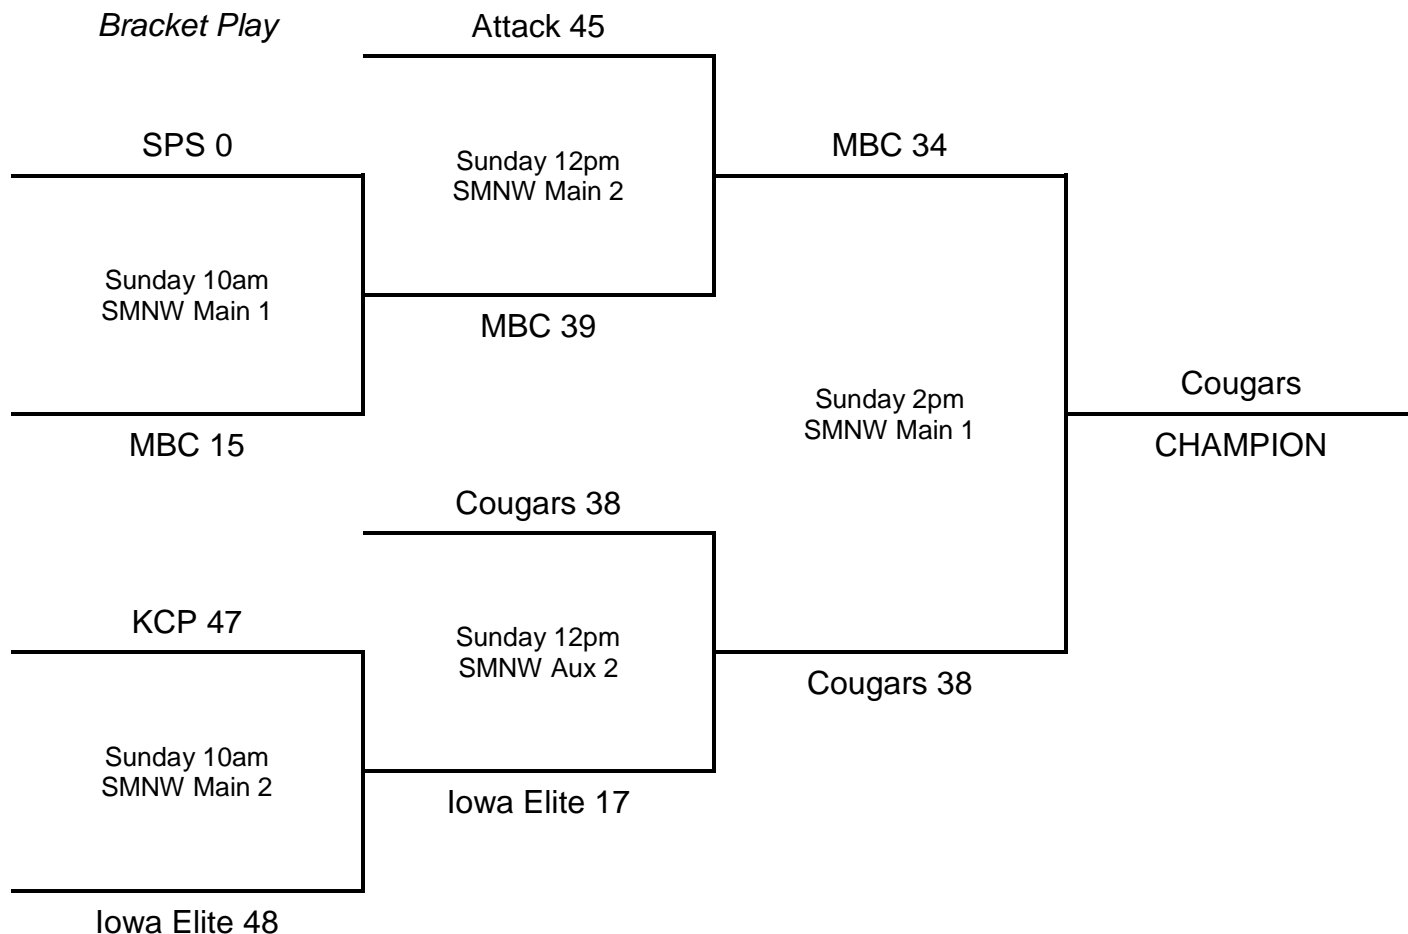 Bracket Play
Attack 45
SPS 0
Sunday 12pm
SMNW Main 2
MBC 34
Sunday 10am
SMNW Main 1
MBC 39
Cougars
Sunday 2pm
SMNW Main 1
MBC 15
CHAMPION
Cougars 38
KCP 47
Sunday 12pm
SMNW Aux 2
Cougars 38
Sunday 10am
SMNW Main 2
Iowa Elite 17
Iowa Elite 48